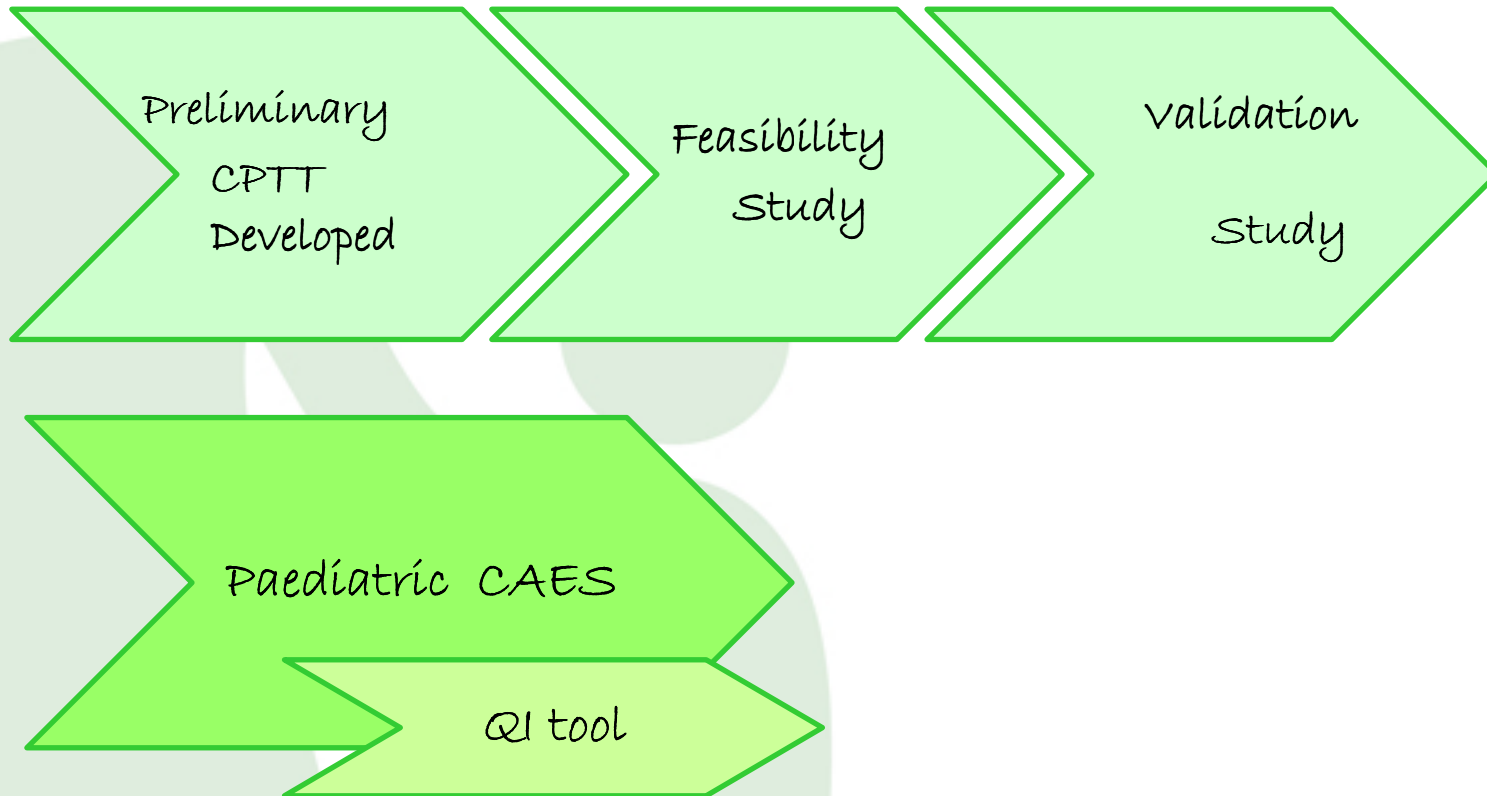 Preliminary
CPTT
Developed
Feasibility
Study
Validation
Study
Paediatric CAES
QI tool